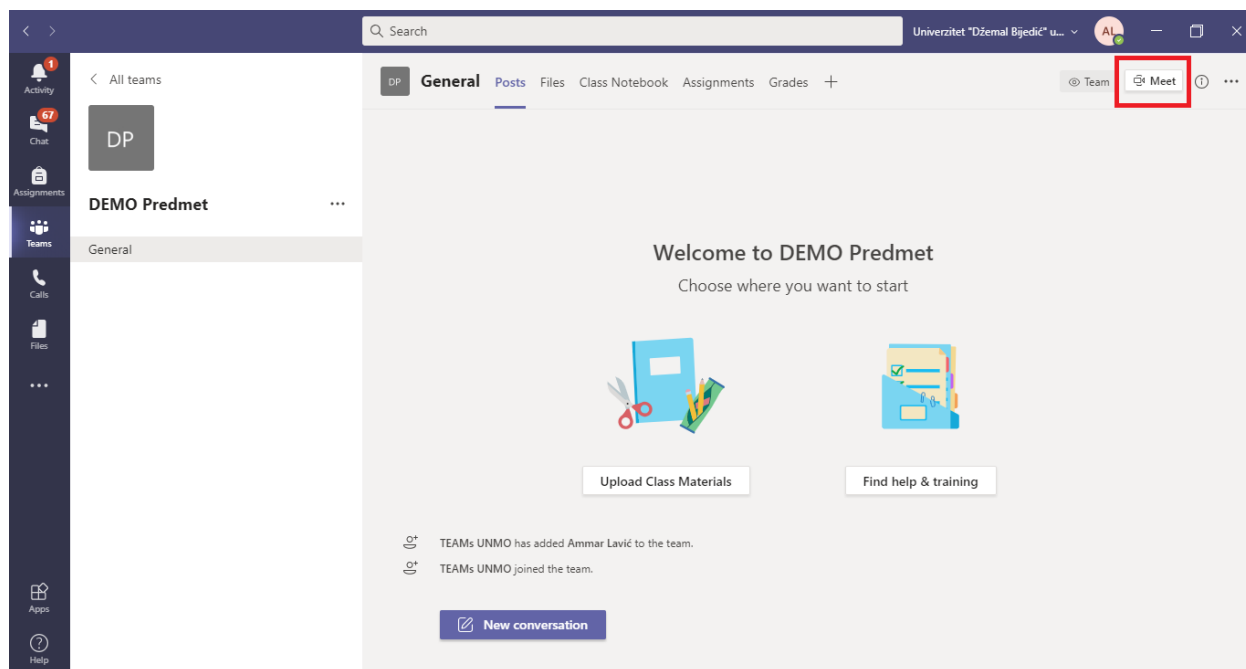 Search
Univerzitet "Džemal Bijedić" u...
AL
1
Activity
67
Chat
Assignments
Teams
Calls
Files
Apps
Help
All teams
DP
DEMO Predmet
General
DP
General Posts Files Class Notebook Assignments Grades
Team
Meet
Welcome to DEMO Predmet
Choose where you want to start
Upload Class Materials
Find help & training
TEAMs UNMO has added Ammar Lavić to the team.
TEAMs UNMO joined the team.
New conversation